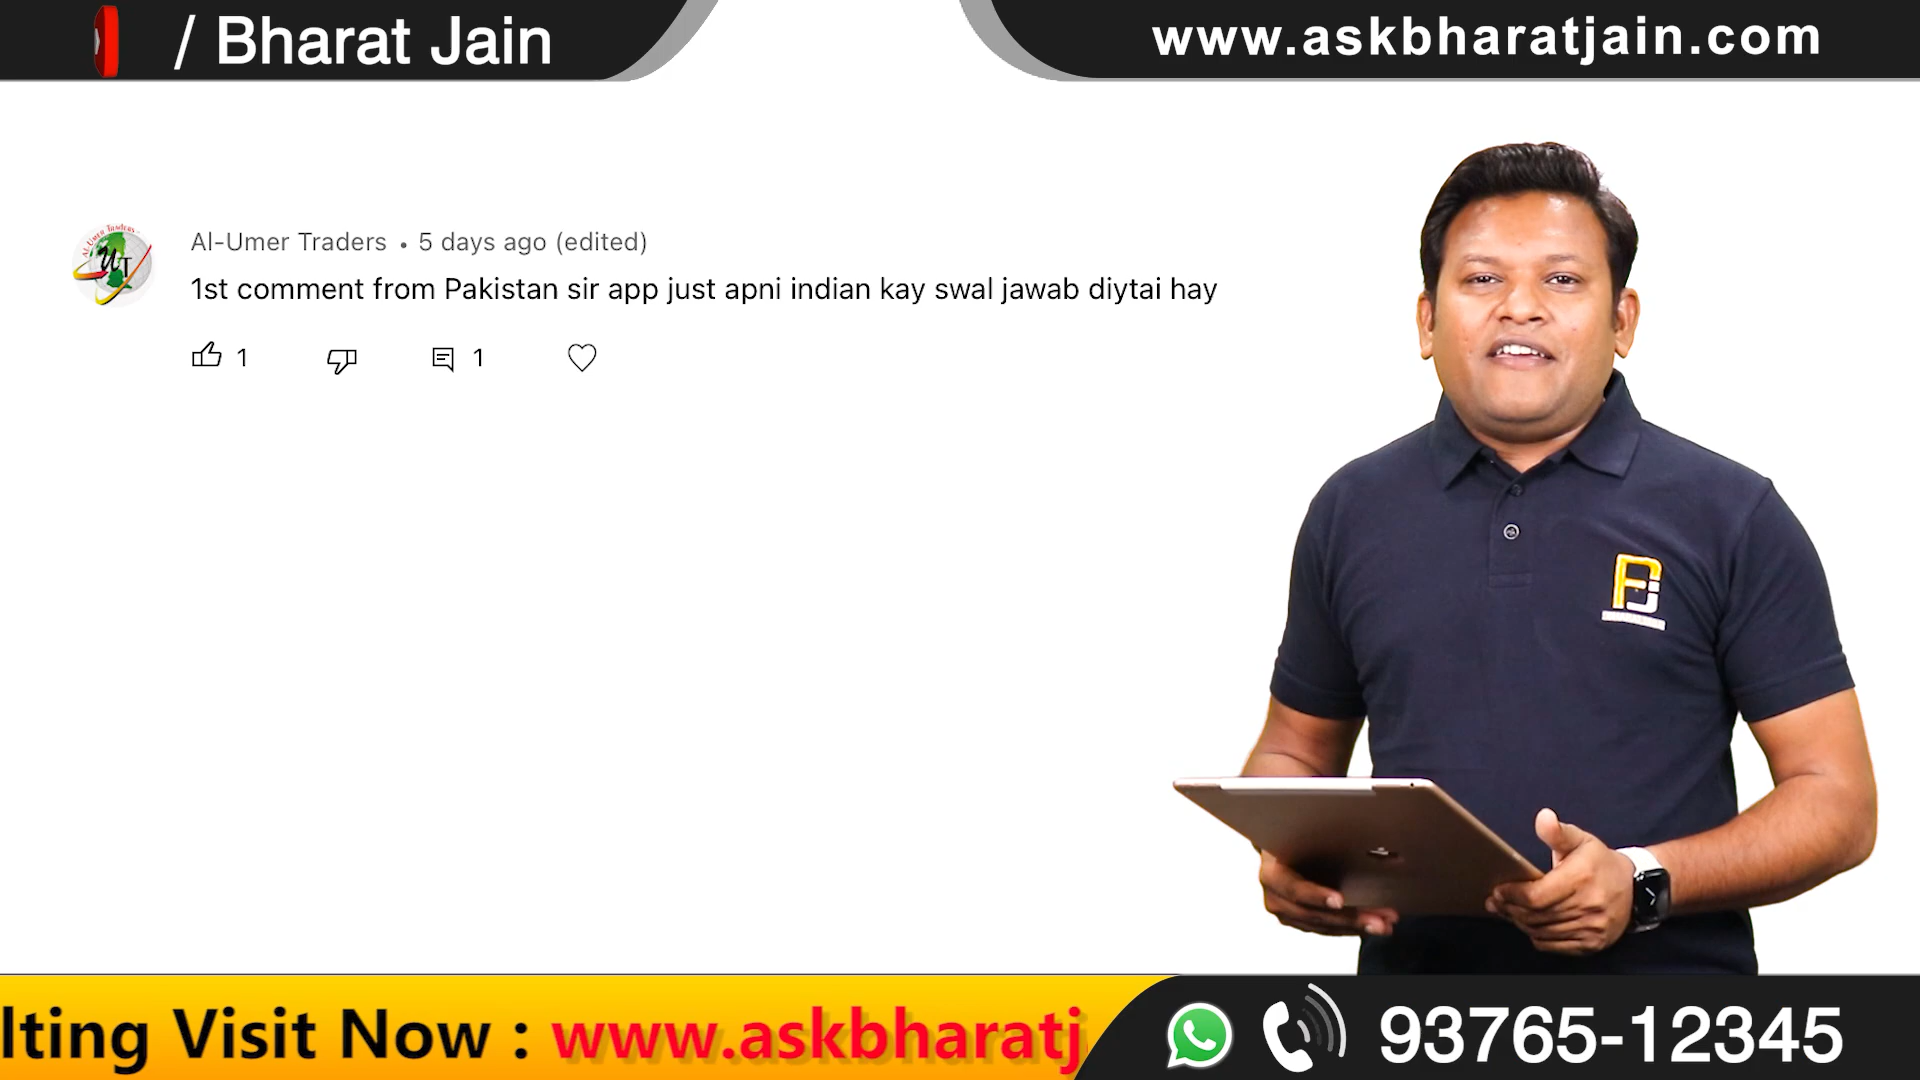 / Bharat Jain
www.askbharatjain.com
Al-Umer Traders • 5 days ago (edited)
1st comment from Pakistan sir app just apni indian kay swal jawab diytai hay
1 1
lting Visit Now : www.askbharatj
93765-12345